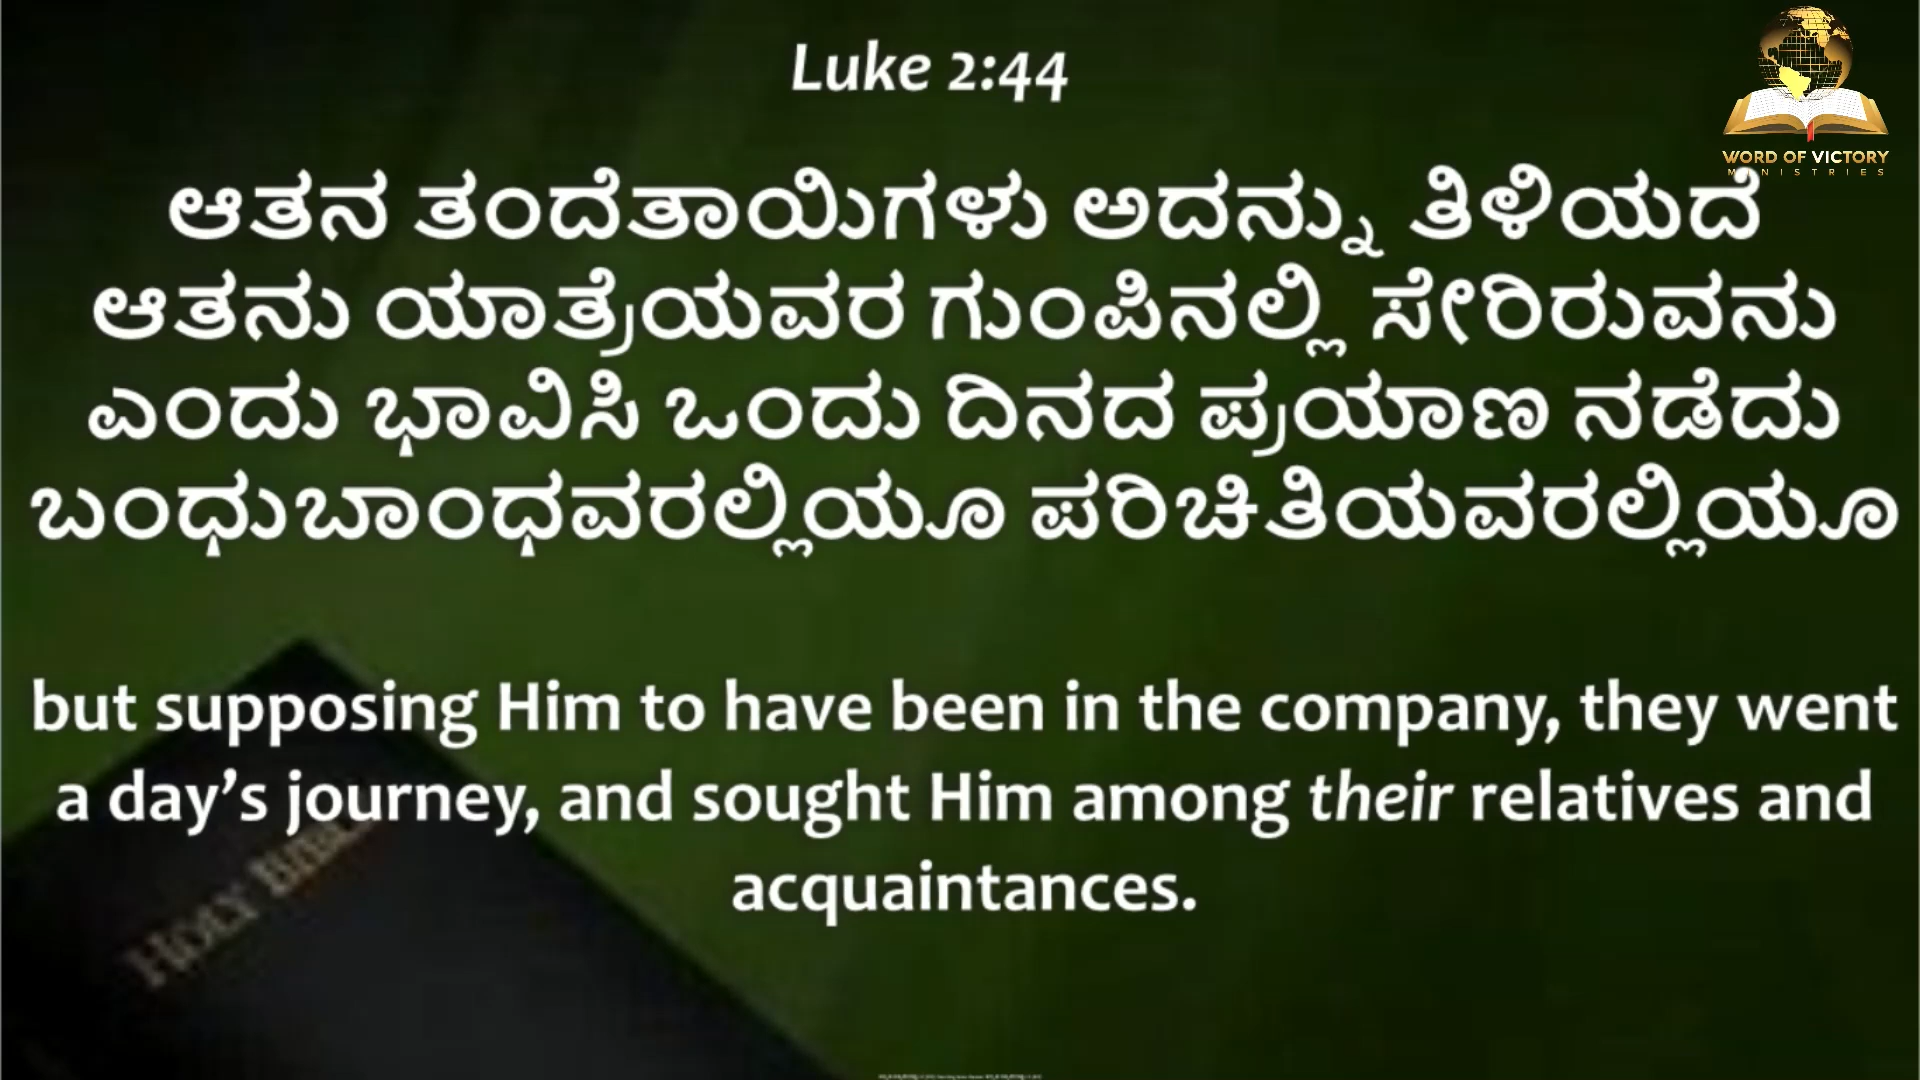 Luke 2:44
WORD OF VICTORY
MINISTRIES
ಆತನ ತಂದೆತಾಯಿಗಳು ಅದನ್ನು ತಿಳಿಯದೆ
ಆತನು ಯಾತ್ರೆಯವರ ಗುಂಪಿನಲ್ಲಿ ಸೇರಿರುವನು
ಎಂದು ಭಾವಿಸಿ ಒಂದು ದಿನದ ಪ್ರಯಾಣ ನಡೆದು
ಬಂಧುಬಾಂಧವರಲ್ಲಿಯೂ ಪರಿಚಿತಿಯವರಲ್ಲಿಯೂ
but supposing Him to have been in the company, they went
a day’s journey, and sought Him among their relatives and
acquaintances.
HOLY BIBLE